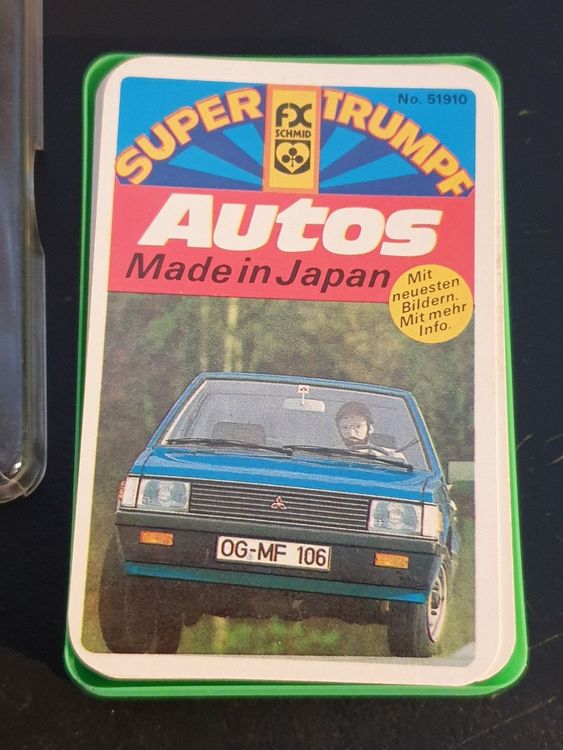 No. 51910
SUPER TRUMPF
FX
SCHMID
Autos
Made in Japan
Mit
neuesten
Bildern.
Mit mehr
Info.
OG-MF 106